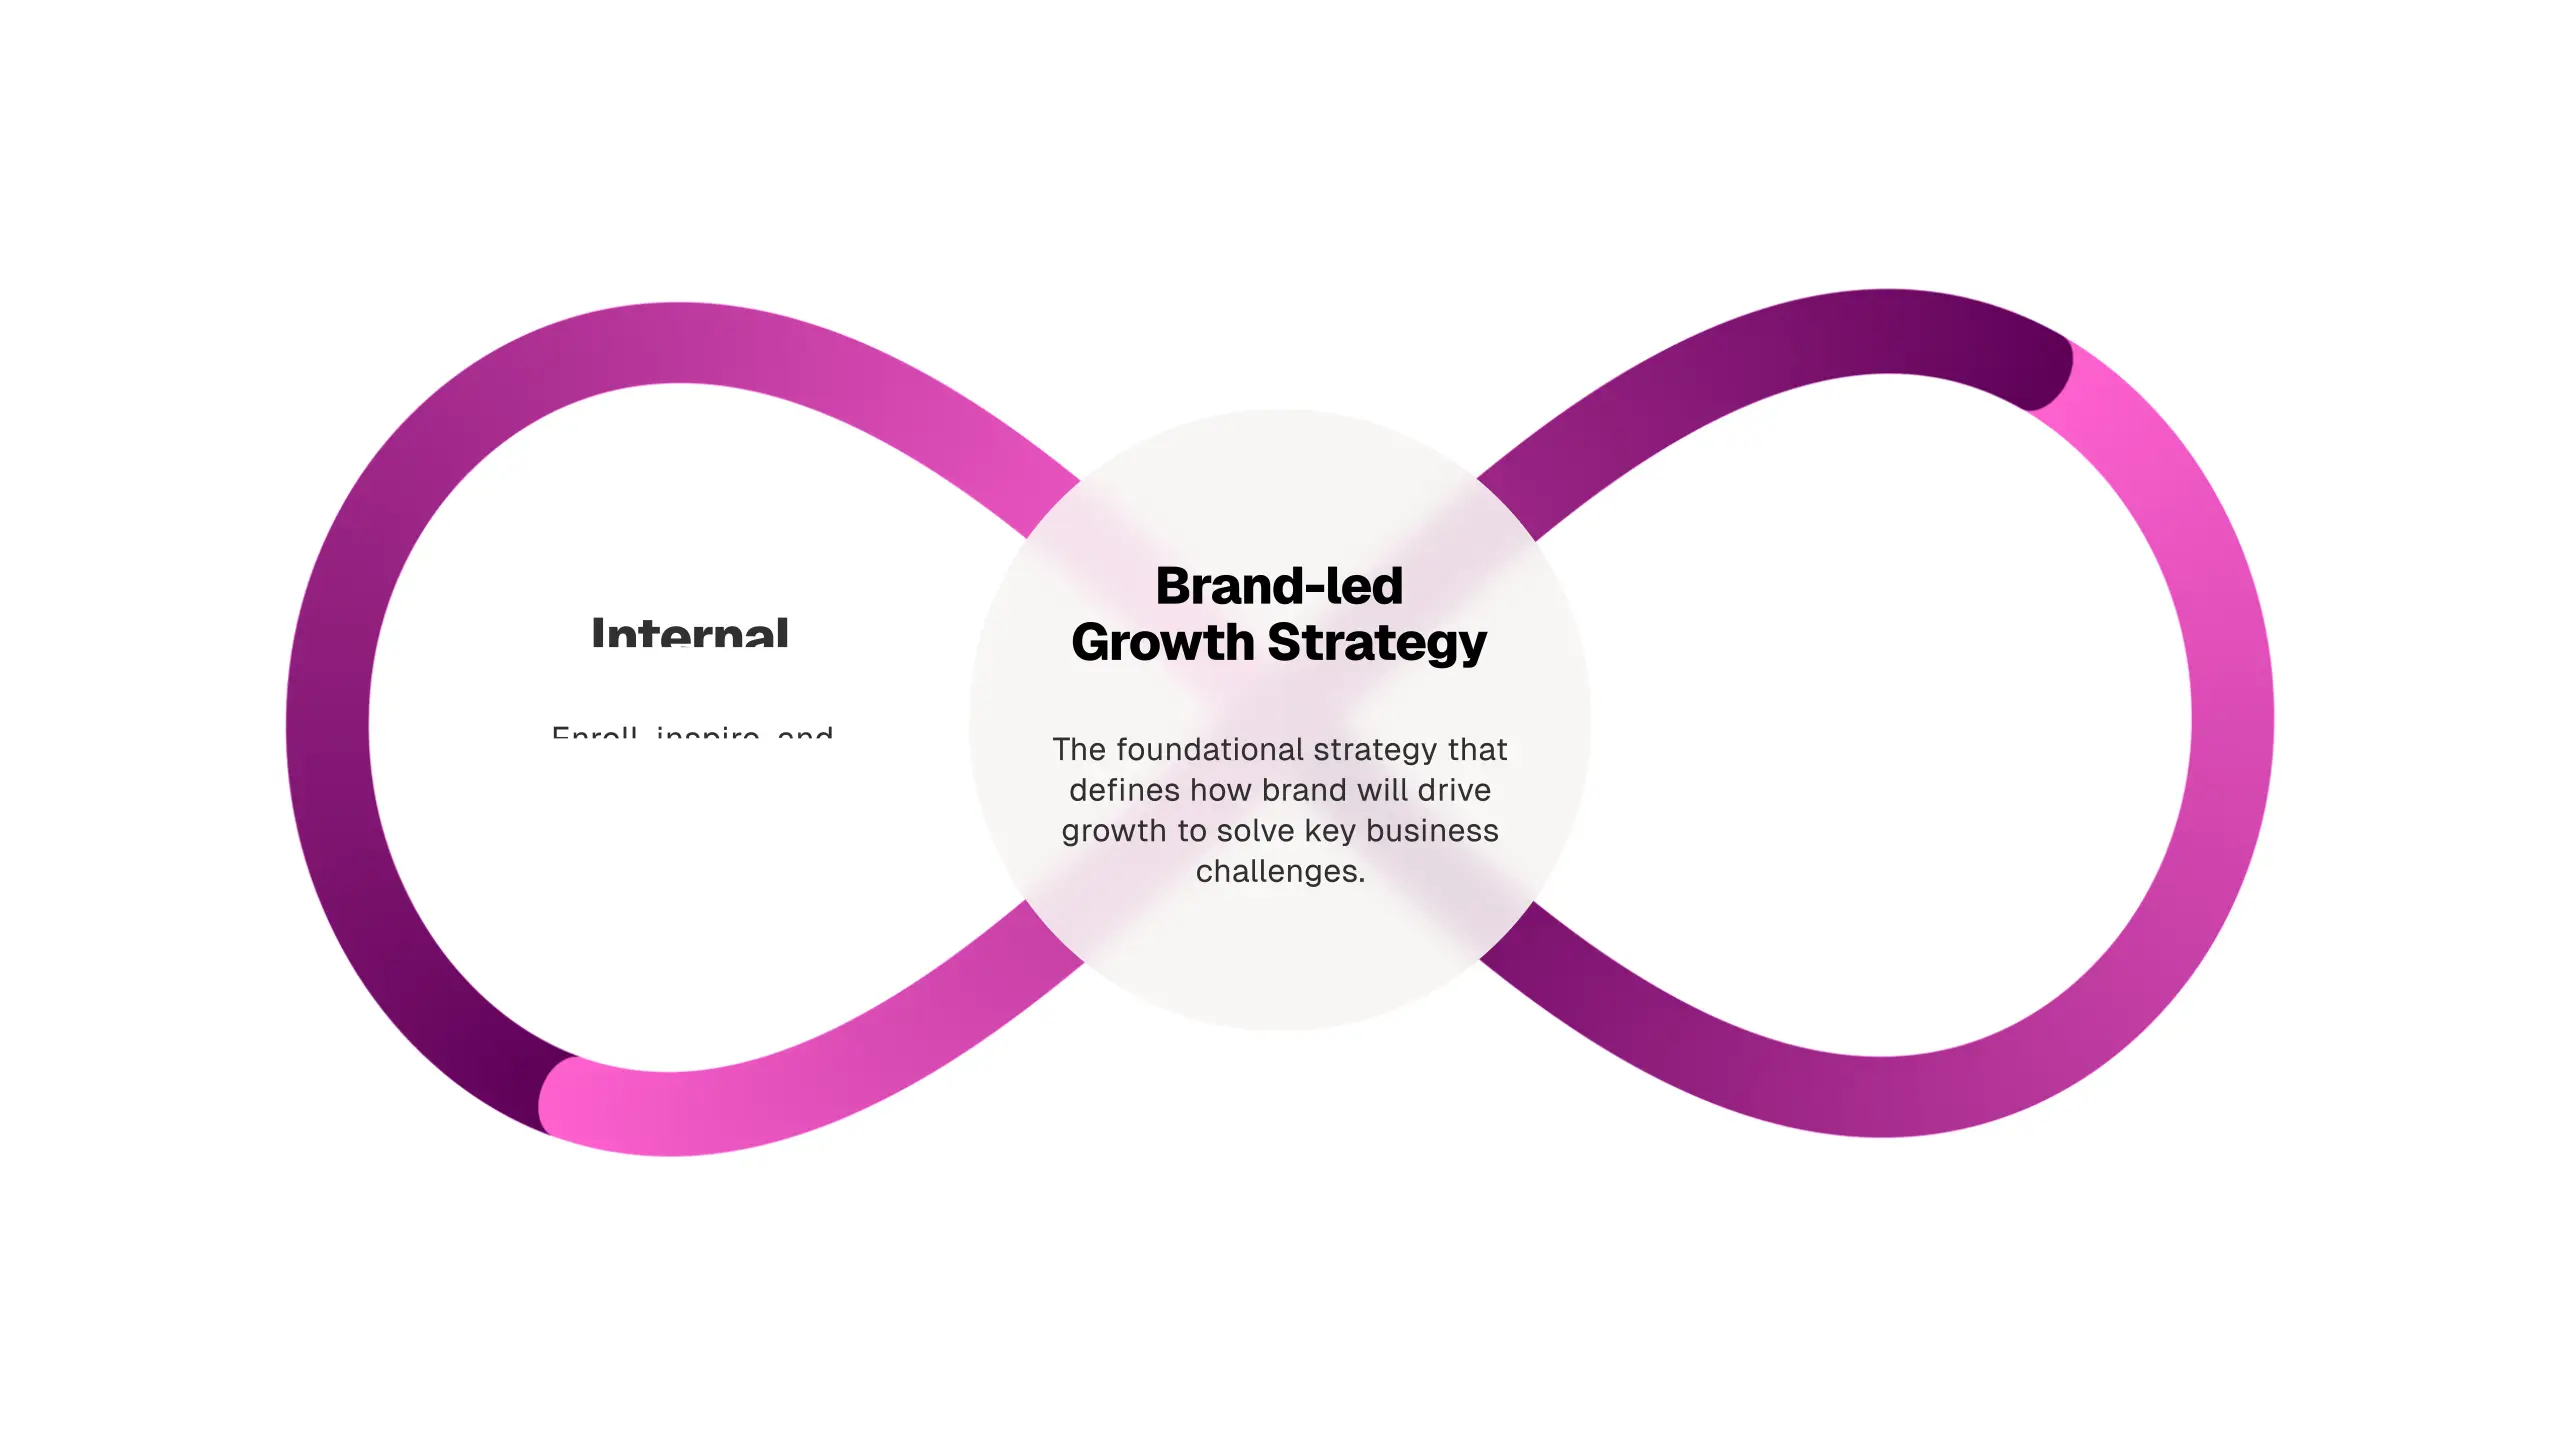 Internal
Enroll, inspire, and
Brand-led
Growth Strategy
The foundational strategy that
defines how brand will drive
growth to solve key business
challenges.